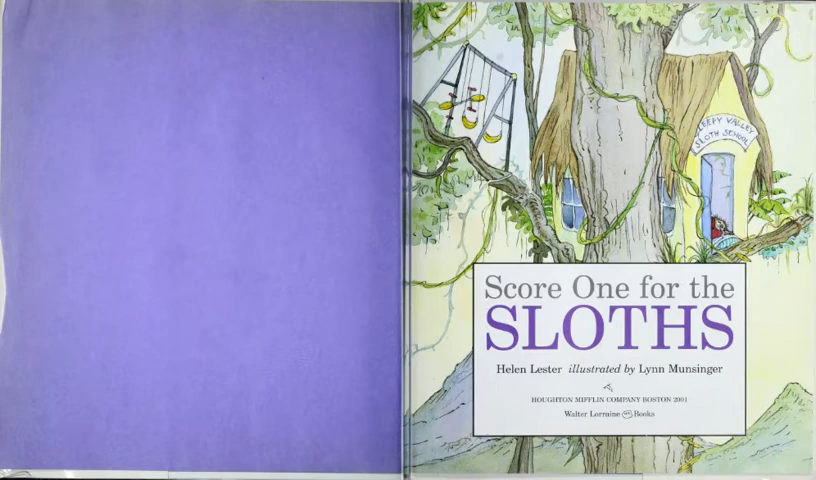 SLEEPY VALLEY
SLOTH SCHOOL
Score One for the
SLOTHS
Helen Lester illustrated by Lynn Munsinger
HOUGHTON MIFFLIN COMPANY BOSTON 2001
Walter Lorraine Books